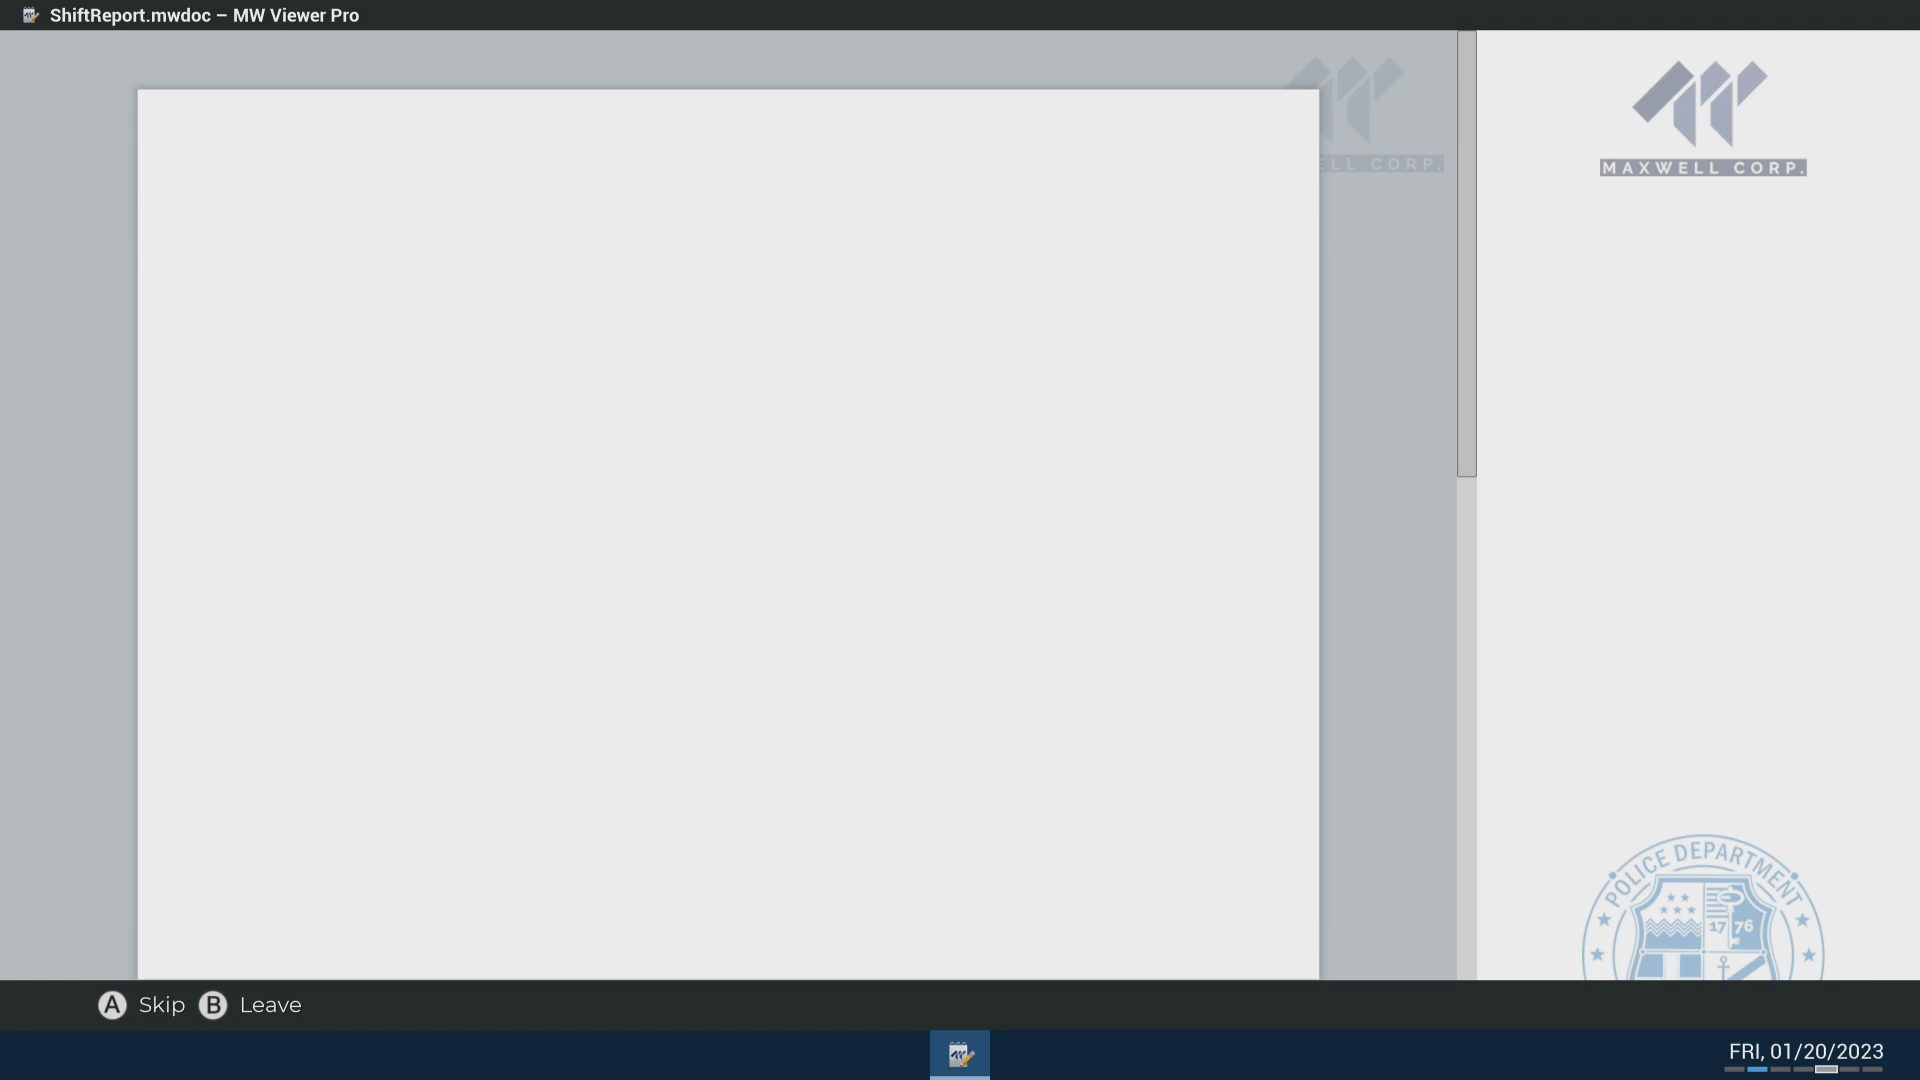 ShiftReport.mwdoc – MW Viewer Pro
ELL CORP.
MAXWELL CORP.
POLICE DEPARTMENT
17 76
A Skip B Leave
FRI, 01/20/2023